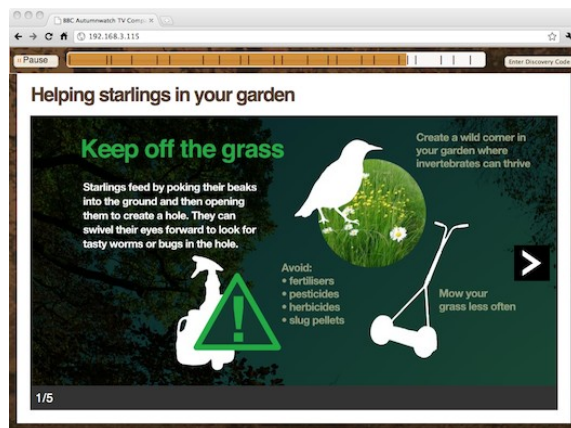 BBC Autumnwatch TV Comp
192.168.3.115
Pause
Enter Discovery Code
Helping starlings in your garden
Keep off the grass
Starlings feed by poking their beaks
into the ground and then opening
them to create a hole. They can
swivel their eyes forward to look for
tasty worms or bugs in the hole.
Create a wild corner in
your garden where
invertebrates can thrive
Avoid:
• fertilisers
• pesticides
• herbicides
• slug pellets
Mow your
grass less often
1/5